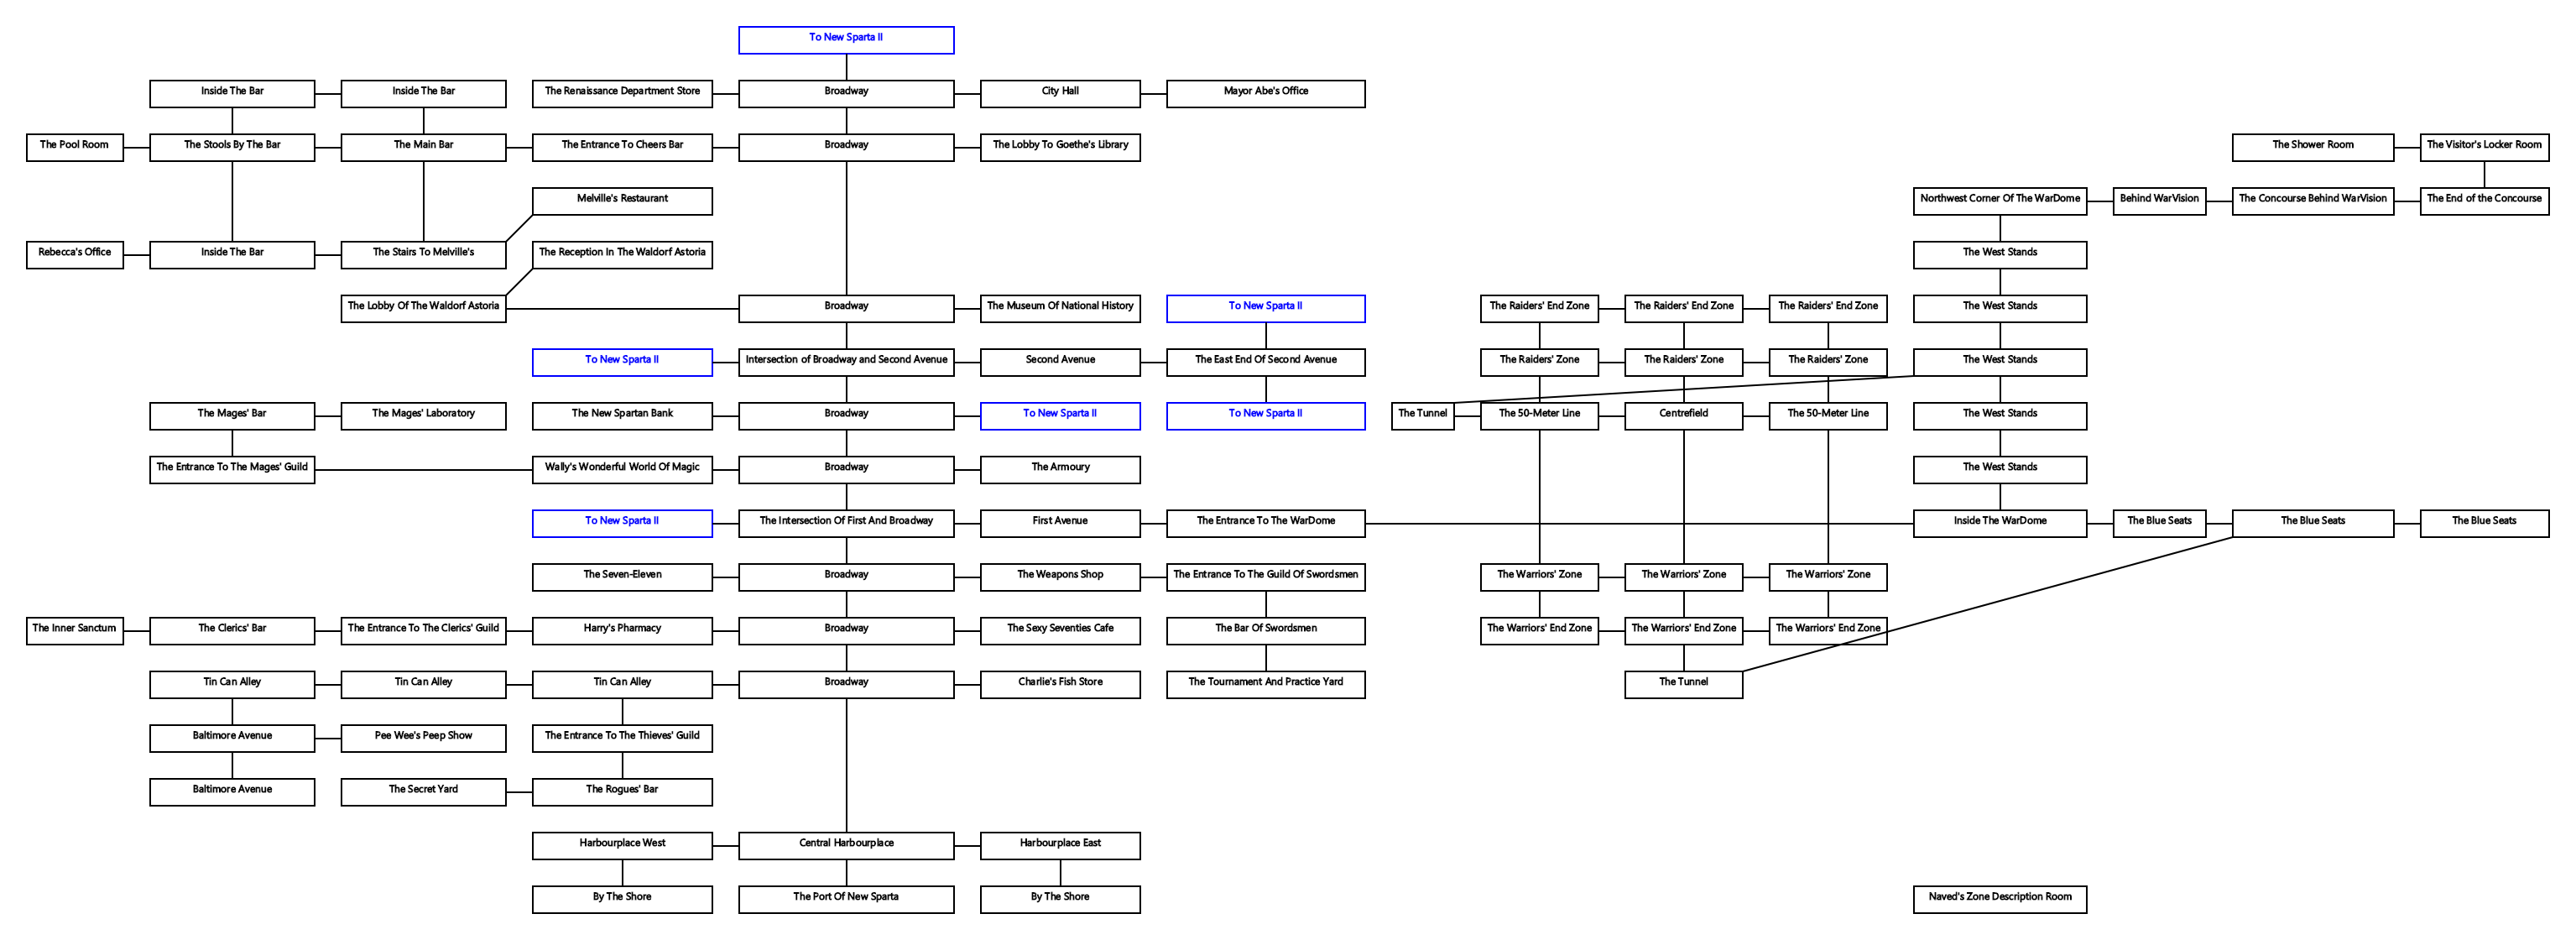 To New Sparta II
Inside The Bar
Inside The Bar
The Renaissance Department Store
Broadway
City Hall
Mayor Abe's Office
The Pool Room
The Stools By The Bar
The Main Bar
The Entrance To Cheers Bar
Broadway
The Lobby To Goethe's Library
The Shower Room
The Visitor's Locker Room
Melville's Restaurant
Northwest Corner Of The WarDome
Behind WarVision
The Concourse Behind WarVision
The End of the Concourse
Rebecca's Office
Inside The Bar
The Stairs To Melville's
The Reception In The Waldorf Astoria
The West Stands
The Lobby Of The Waldorf Astoria
Broadway
The Museum Of National History
To New Sparta II
The Raiders' End Zone
The Raiders' End Zone
The Raiders' End Zone
The West Stands
To New Sparta II
Intersection of Broadway and Second Avenue
Second Avenue
The East End Of Second Avenue
The Raiders' Zone
The Raiders' Zone
The Raiders' Zone
The West Stands
The Mages' Bar
The Mages' Laboratory
The New Spartan Bank
Broadway
To New Sparta II
To New Sparta II
The Tunnel
The 50-Meter Line
Centrefield
The 50-Meter Line
The West Stands
The Entrance To The Mages' Guild
Wally's Wonderful World Of Magic
Broadway
The Armoury
The West Stands
To New Sparta II
The Intersection Of First And Broadway
First Avenue
The Entrance To The WarDome
Inside The WarDome
The Blue Seats
The Blue Seats
The Blue Seats
The Seven-Eleven
Broadway
The Weapons Shop
The Entrance To The Guild Of Swordsmen
The Warriors' Zone
The Warriors' Zone
The Warriors' Zone
The Inner Sanctum
The Clerics' Bar
The Entrance To The Clerics' Guild
Harry's Pharmacy
Broadway
The Sexy Seventies Cafe
The Bar Of Swordsmen
The Warriors' End Zone
The Warriors' End Zone
The Warriors' End Zone
Tin Can Alley
Tin Can Alley
Tin Can Alley
Broadway
Charlie's Fish Store
The Tournament And Practice Yard
The Tunnel
Baltimore Avenue
Pee Wee's Peep Show
The Entrance To The Thieves' Guild
Baltimore Avenue
The Secret Yard
The Rogues' Bar
Harbourplace West
Central Harbourplace
Harbourplace East
By The Shore
The Port Of New Sparta
By The Shore
Naved's Zone Description Room